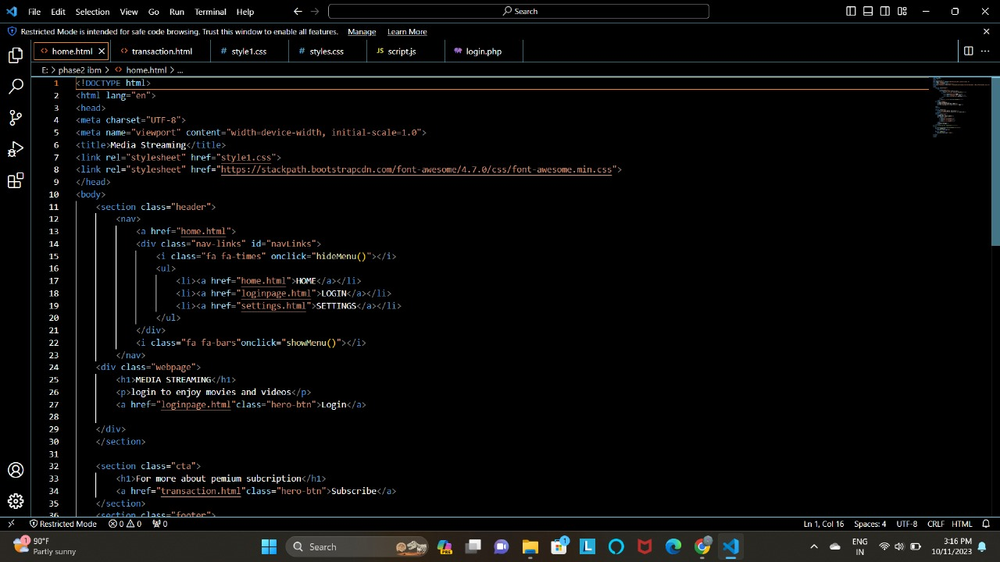 File Edit Selection View Go Run Terminal Help Search
Restricted Mode is intended for safe code browsing. Trust this window to enable all features. Manage Learn More
<> home.html <> transaction.html # style1.css # styles.css JS script.js login.php
E: > phase2 ibm > <> home.html > ...
1 <!DOCTYPE html>
2 <html lang="en">
3 <head>
4 <meta charset="UTF-8">
5 <meta name="viewport" content="width=device-width, initial-scale=1.0">
6 <title>Media Streaming</title>
7 <link rel="stylesheet" href="style1.css">
8 <link rel="stylesheet" href="https://stackpath.bootstrapcdn.com/font-awesome/4.7.0/css/font-awesome.min.css">
9 </head>
10 <body>
11 <section class="header">
12 <nav>
13 <a href="home.html">
14 <div class="nav-links" id="navLinks">
15 <i class="fa fa-times" onclick="hideMenu()"></i>
16 <ul>
17 <li><a href="home.html">HOME</a></li>
18 <li><a href="loginpage.html">LOGIN</a></li>
19 <li><a href="settings.html">SETTINGS</a></li>
20 </ul>
21 </div>
22 <i class="fa fa-bars"onclick="showMenu()"></i>
23 </nav>
24 <div class="webpage">
25 <h1>MEDIA STREAMING</h1>
26 <p>login to enjoy movies and videos</p>
27 <a href="loginpage.html"class="hero-btn">Login</a>
28
29 </div>
30 </section>
31
32 <section class="cta">
33 <h1>For more about pemium subcription</h1>
34 <a href="transaction.html"class="hero-btn">Subscribe</a>
35 </section>
36 <section class="footer">
Restricted Mode 0 0 0 Ln 1, Col 16 Spaces: 4 UTF-8 CRLF HTML
1 90°F Search PRE 1 L ENG 3:16 PM
Partly sunny IN 10/11/2023